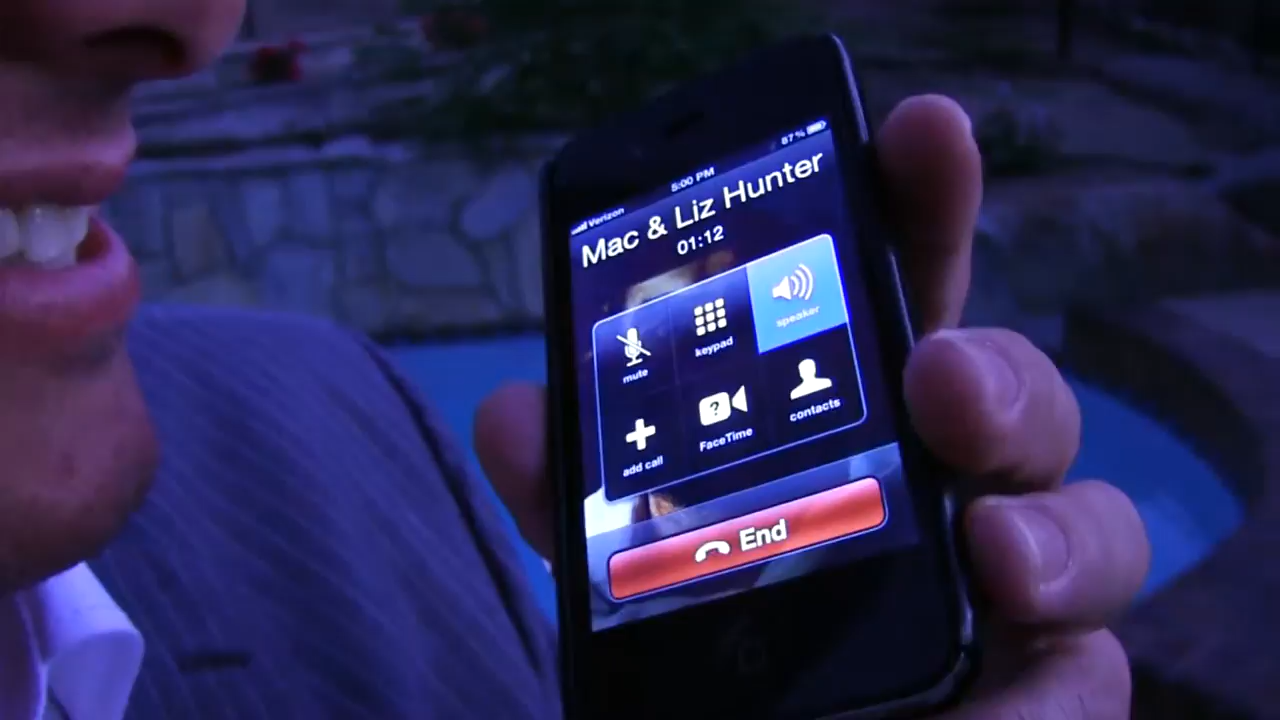 Verizon 5:00 PM 87%
Mac & Liz Hunter
01:12
mute keypad speaker
add call FaceTime contacts
End